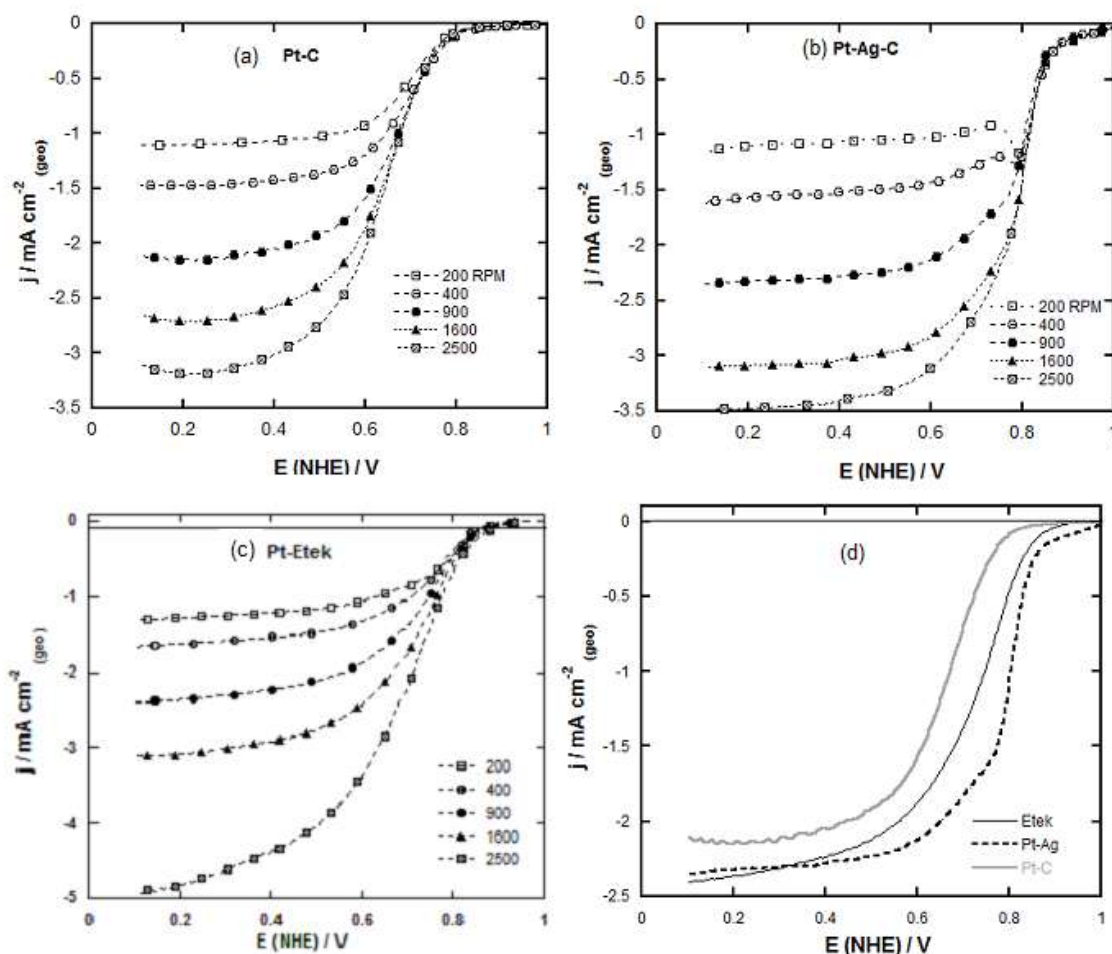 (a) Pt-C
j / mA cm-2 (geo)
0
-0.5
-1
-1.5
-2
-2.5
-3
-3.5
200 RPM
400
900
1600
2500
0 0.2 0.4 0.6 0.8 1
E (NHE) / V
(b) Pt-Ag-C
j / mA cm-2 (geo)
0
-0.5
-1
-1.5
-2
-2.5
-3
-3.5
200 RPM
400
900
1600
2500
0 0.2 0.4 0.6 0.8 1
E (NHE) / V
(c) Pt-Etek
j / mA cm-2 (geo)
0
-1
-2
-3
-4
-5
200
400
900
1600
2500
0 0.2 0.4 0.6 0.8 1
E (NHE) / V
(d)
j / mA cm-2 (geo)
0
-0.5
-1
-1.5
-2
-2.5
Etek
Pt-Ag
Pt-C
0 0.2 0.4 0.6 0.8 1
E (NHE) / V